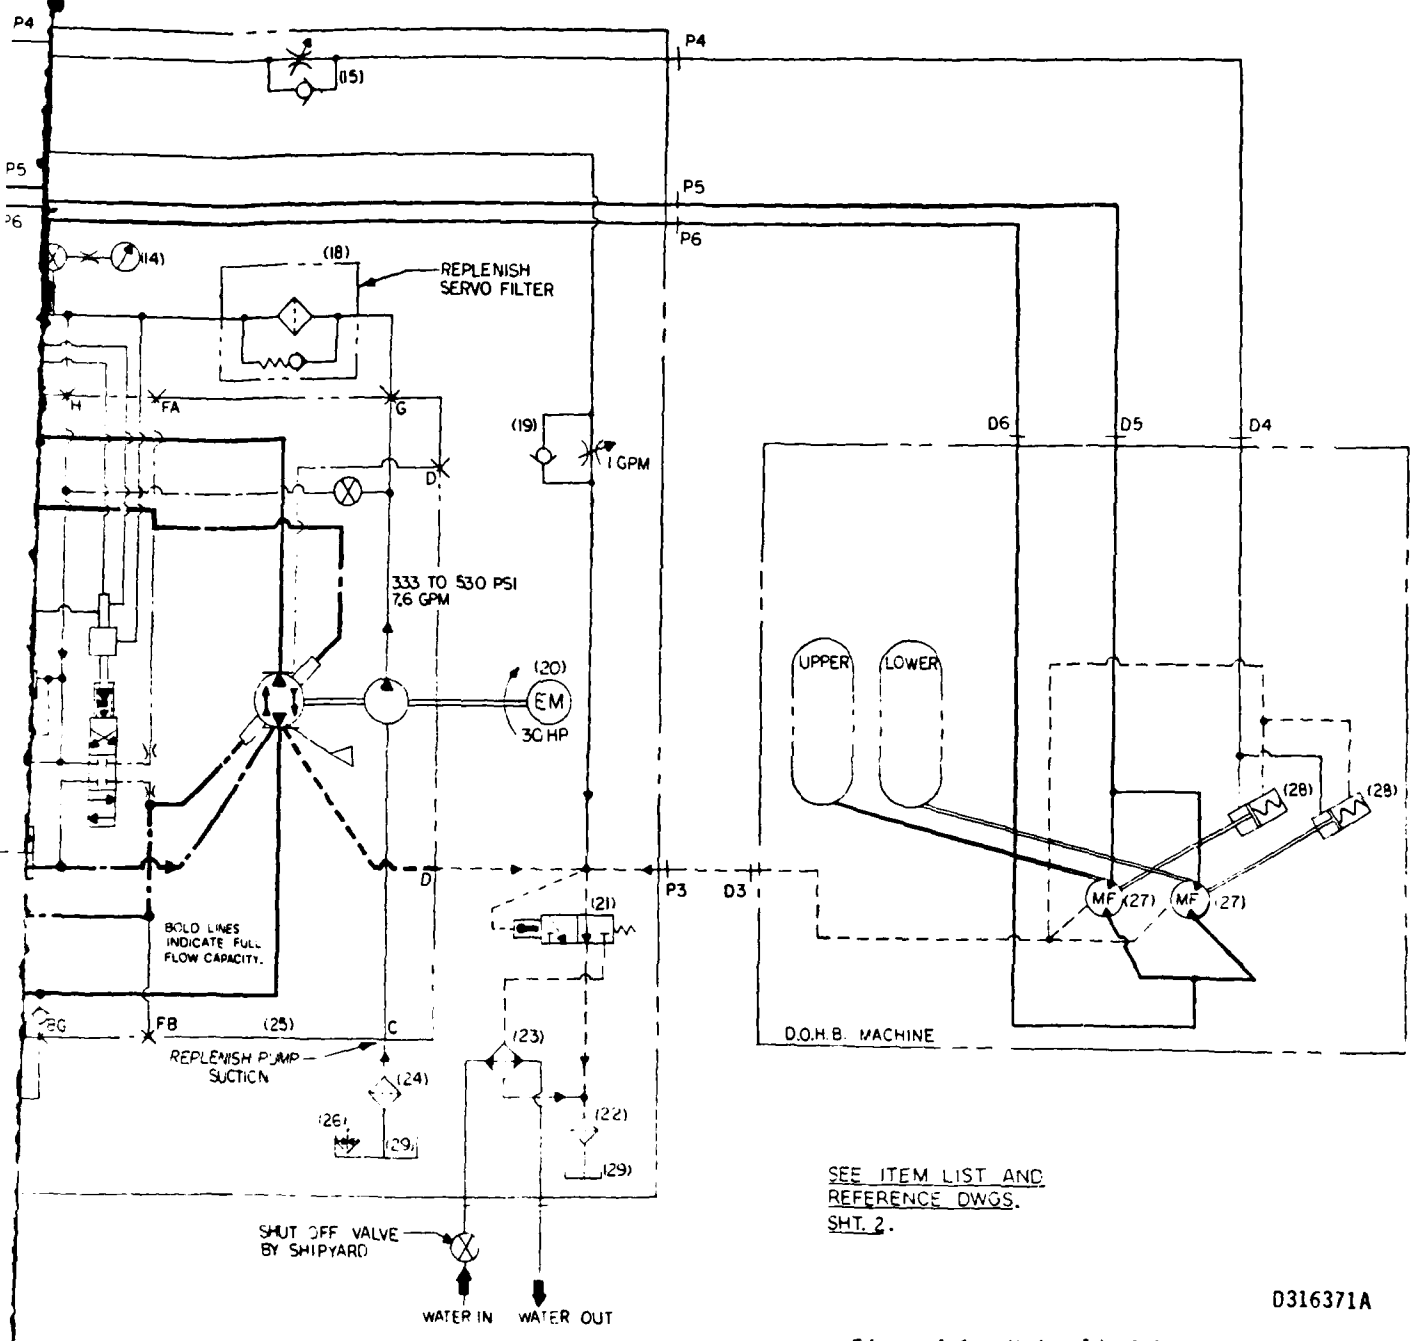 P4
P4
(15)
P5
P5
P6
P6
(14)
(18)
REPLENISH
SERVO FILTER
H
FA
G
(19)
1 GPM
D
D6
D5
D4
333 TO 530 PSI
7.6 GPM
UPPER
LOWER
(20)
EM
30 HP
(28)
(28)
D
P3
D3
MF
(27)
MF
(27)
(21)
BOLD LINES
INDICATE FULL
FLOW CAPACITY.
BG
FB
(25)
C
(23)
D.O.H.B. MACHINE
REPLENISH PUMP
SUCTION
(24)
(26)
(29)
(22)
(29)
SEE ITEM LIST AND
REFERENCE DWGS.
SHT. 2.
SHUT OFF VALVE
BY SHIPYARD
WATER IN
WATER OUT
D316371A